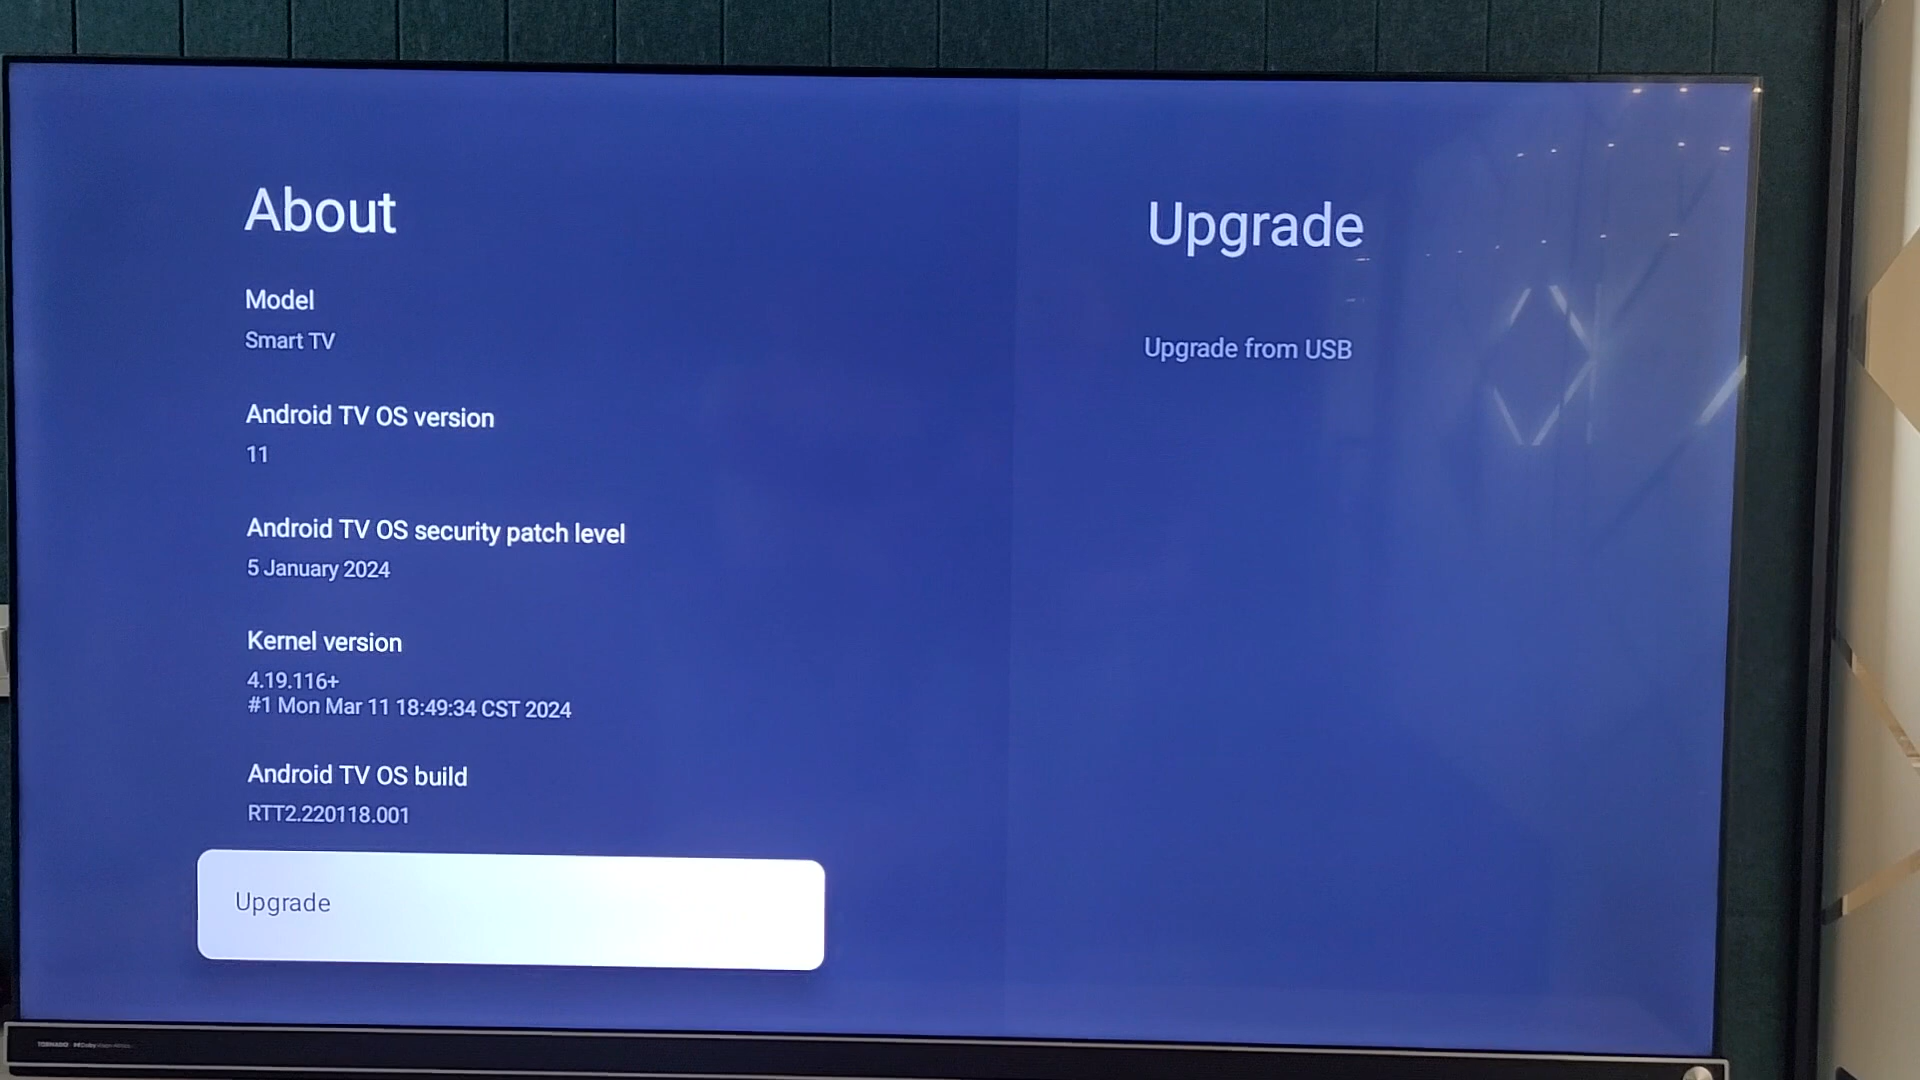 About
Model
Smart TV
Android TV OS version
11
Android TV OS security patch level
5 January 2024
Kernel version
4.19.116+
#1 Mon Mar 11 18:49:34 CST 2024
Android TV OS build
RTT2.220118.001
Upgrade
Upgrade
Upgrade from USB
TORNADO Dolby